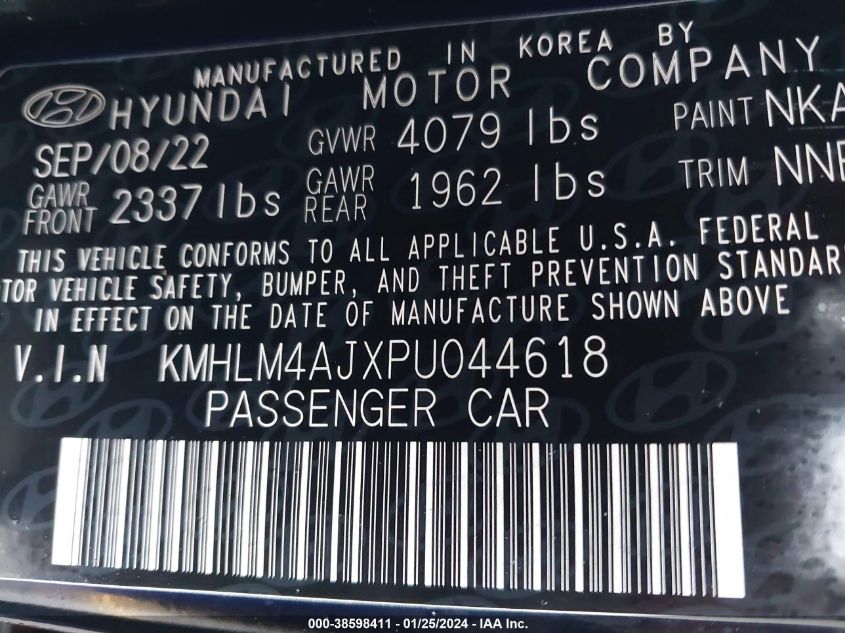 MANUFACTURED IN KOREA BY
HYUNDAI MOTOR COMPANY
SEP/08/22 GVWR 4079 lbs PAINT NKA
GAWR FRONT 2337 lbs GAWR REAR 1962 lbs TRIM NNB
THIS VEHICLE CONFORMS TO ALL APPLICABLE U.S.A. FEDERAL
TOR VEHICLE SAFETY, BUMPER, AND THEFT PREVENTION STANDAR
IN EFFECT ON THE DATE OF MANUFACTURE SHOWN ABOVE
V.I.N KMHLM4AJXPU044618
PASSENGER CAR
000-38598411 - 01/25/2024 - IAA Inc.